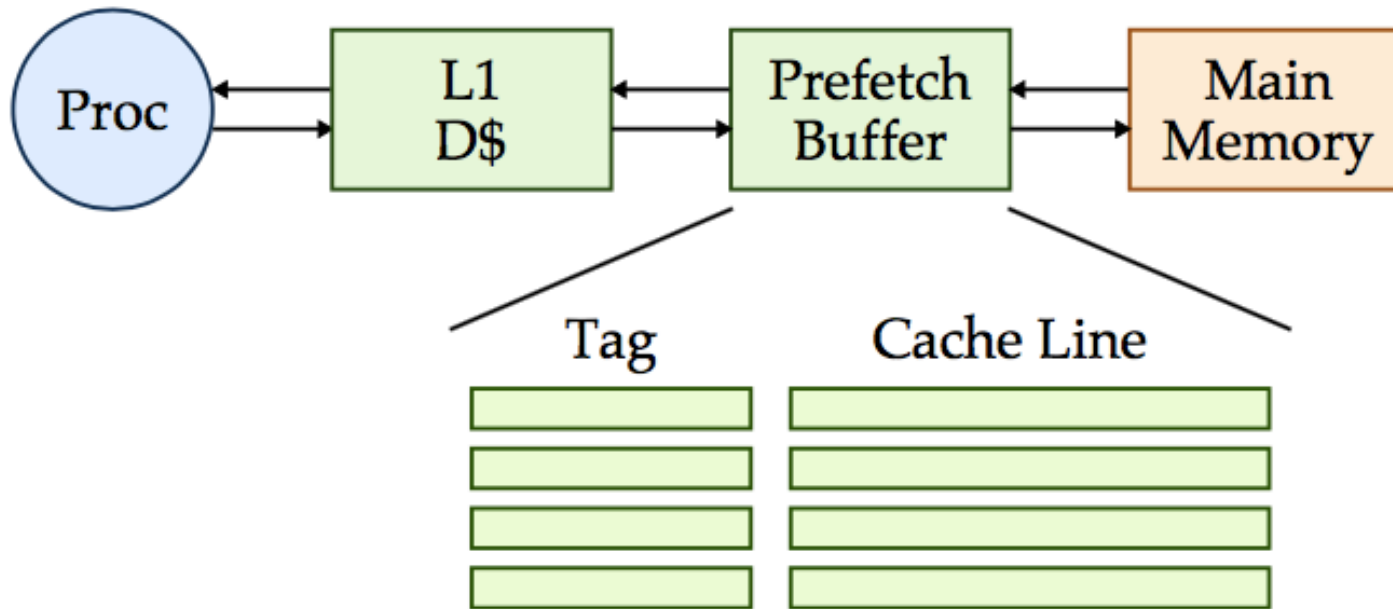 Proc
L1
D$
Prefetch
Buffer
Main
Memory
Tag
Cache Line